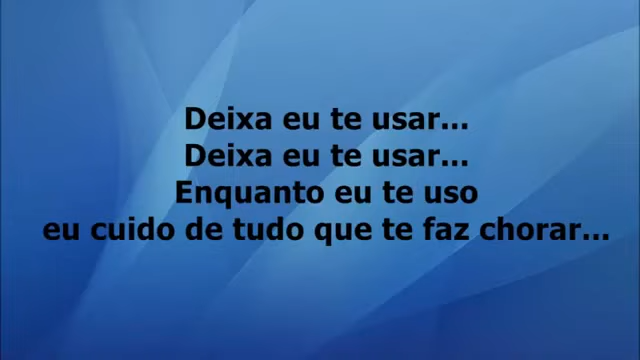 Deixa eu te usar...
Deixa eu te usar...
Enquanto eu te uso
eu cuido de tudo que te faz chorar...